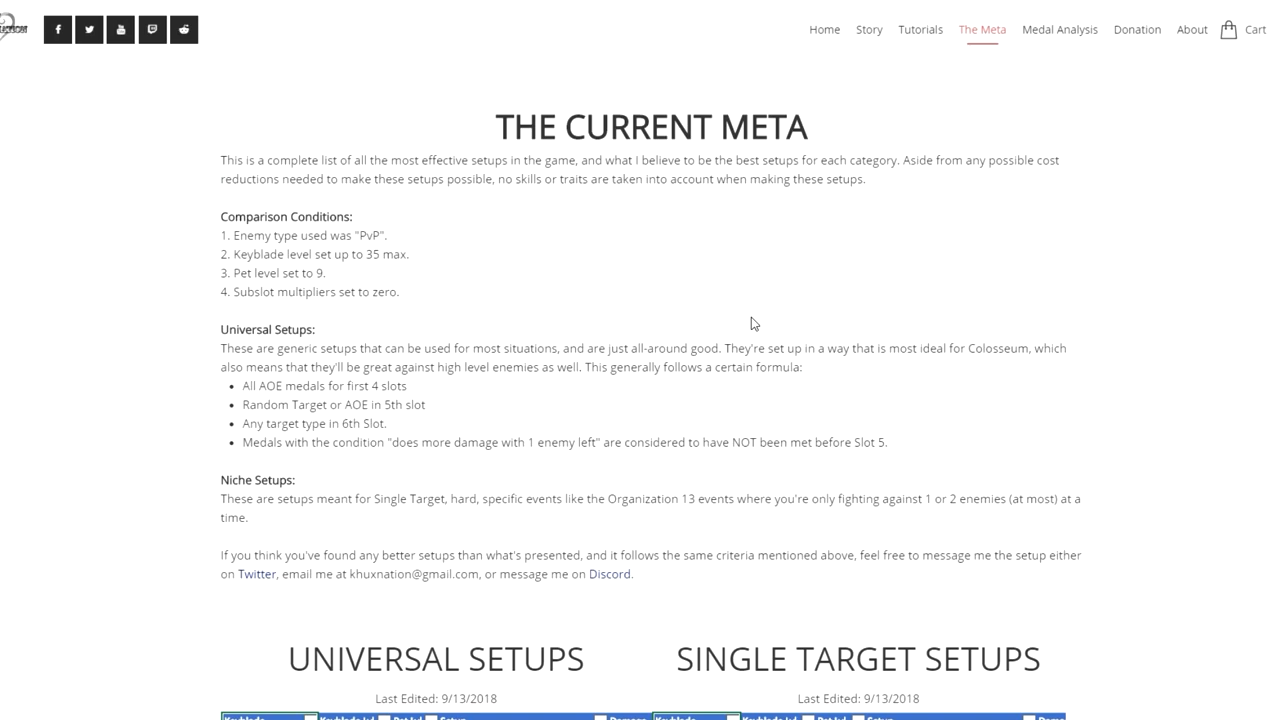 Home Story Tutorials The Meta Medal Analysis Donation About Cart
THE CURRENT META
This is a complete list of all the most effective setups in the game, and what I believe to be the best setups for each category. Aside from any possible cost
reductions needed to make these setups possible, no skills or traits are taken into account when making these setups.
Comparison Conditions:
1. Enemy type used was "PvP".
2. Keyblade level set up to 35 max.
3. Pet level set to 9.
4. Subslot multipliers set to zero.
Universal Setups:
These are generic setups that can be used for most situations, and are just all-around good. They're set up in a way that is most ideal for Colosseum, which
also means that they'll be great against high level enemies as well. This generally follows a certain formula:
• All AOE medals for first 4 slots
• Random Target or AOE in 5th slot
• Any target type in 6th Slot.
• Medals with the condition "does more damage with 1 enemy left" are considered to have NOT been met before Slot 5.
Niche Setups:
These are setups meant for Single Target, hard, specific events like the Organization 13 events where you're only fighting against 1 or 2 enemies (at most) at a
time.
If you think you've found any better setups than what's presented, and it follows the same criteria mentioned above, feel free to message me the setup either
on Twitter, email me at khuxnation@gmail.com, or message me on Discord.
UNIVERSAL SETUPS SINGLE TARGET SETUPS
Last Edited: 9/13/2018 Last Edited: 9/13/2018